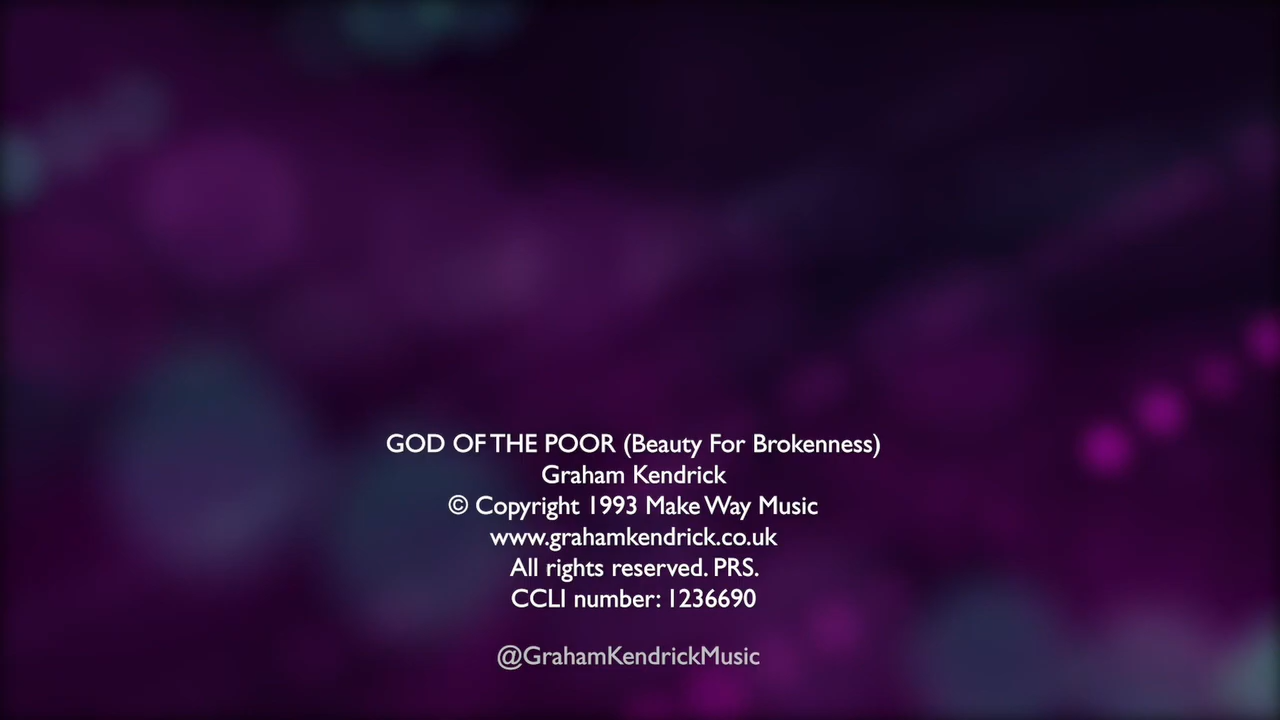 GOD OF THE POOR (Beauty For Brokenness)
Graham Kendrick
© Copyright 1993 Make Way Music
www.grahamkendrick.co.uk
All rights reserved. PRS.
CCLI number: 1236690
@GrahamKendrickMusic